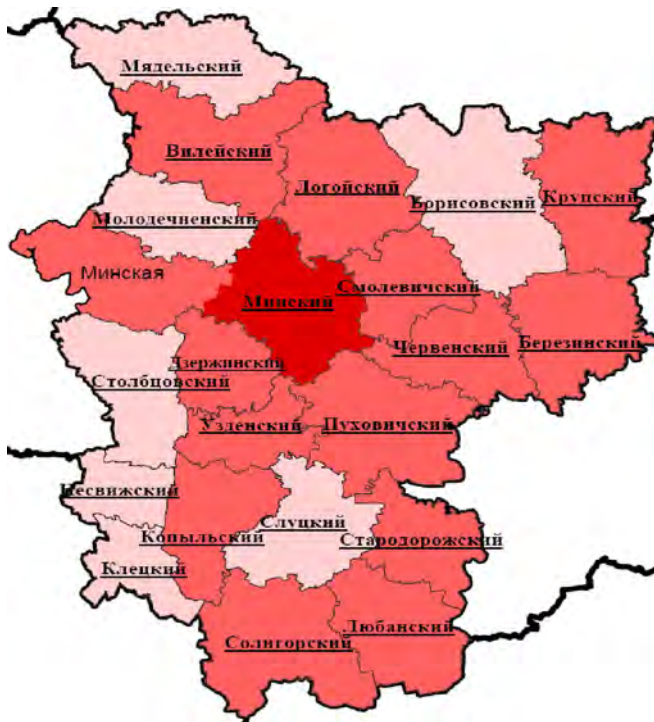 Мядельский
Вилейский
Логойский
Борисовский
Крупский
Молодечненский
Минская
Смолевичский
Минский
Червенский
Березинский
Дзержинский
Столбцовский
Узденский
Пуховичский
Несвижский
Слуцкий
Копыльский
Стародорожский
Клецкий
Любанский
Солигорский